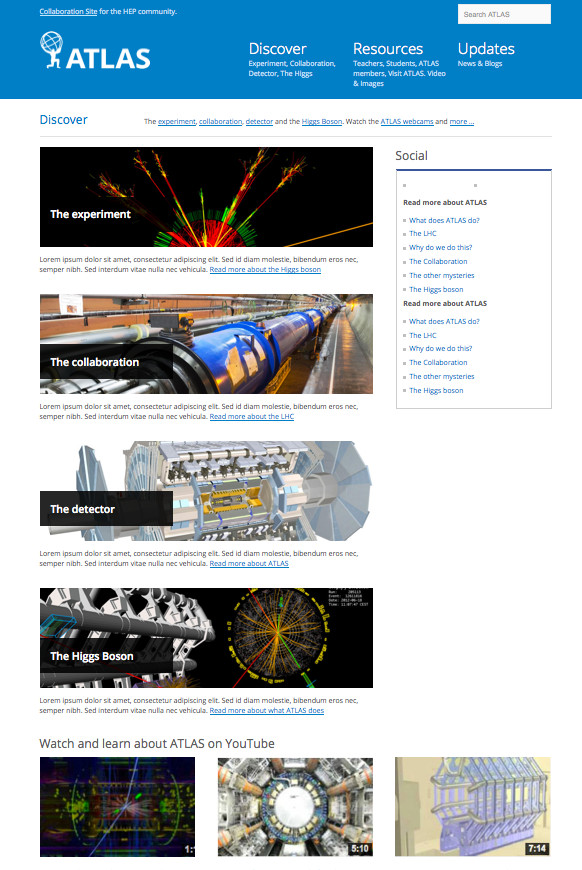 Collaboration Site for the HEP community.
Search ATLAS
ATLAS
Discover
Experiment, Collaboration,
Detector, The Higgs
Resources
Teachers, Students, ATLAS
members, Visit ATLAS. Video
& Images
Updates
News & Blogs
Discover
The experiment, collaboration, detector and the Higgs Boson. Watch the ATLAS webcams and more ...
The experiment
Lorem ipsum dolor sit amet, consectetur adipiscing elit. Sed id diam molestie, bibendum eros nec,
semper nibh. Sed interdum vitae nulla nec vehicula. Read more about the Higgs boson
The collaboration
Lorem ipsum dolor sit amet, consectetur adipiscing elit. Sed id diam molestie, bibendum eros nec,
semper nibh. Sed interdum vitae nulla nec vehicula. Read more about the LHC
The detector
Lorem ipsum dolor sit amet, consectetur adipiscing elit. Sed id diam molestie, bibendum eros nec,
semper nibh. Sed interdum vitae nulla nec vehicula. Read more about ATLAS
The Higgs Boson
Lorem ipsum dolor sit amet, consectetur adipiscing elit. Sed id diam molestie, bibendum eros nec,
semper nibh. Sed interdum vitae nulla nec vehicula. Read more about what ATLAS does
Social
Read more about ATLAS
What does ATLAS do?
The LHC
Why do we do this?
The Collaboration
The other mysteries
The Higgs boson
Read more about ATLAS
What does ATLAS do?
The LHC
Why do we do this?
The Collaboration
The other mysteries
The Higgs boson
Watch and learn about ATLAS on YouTube
5:10
7:14